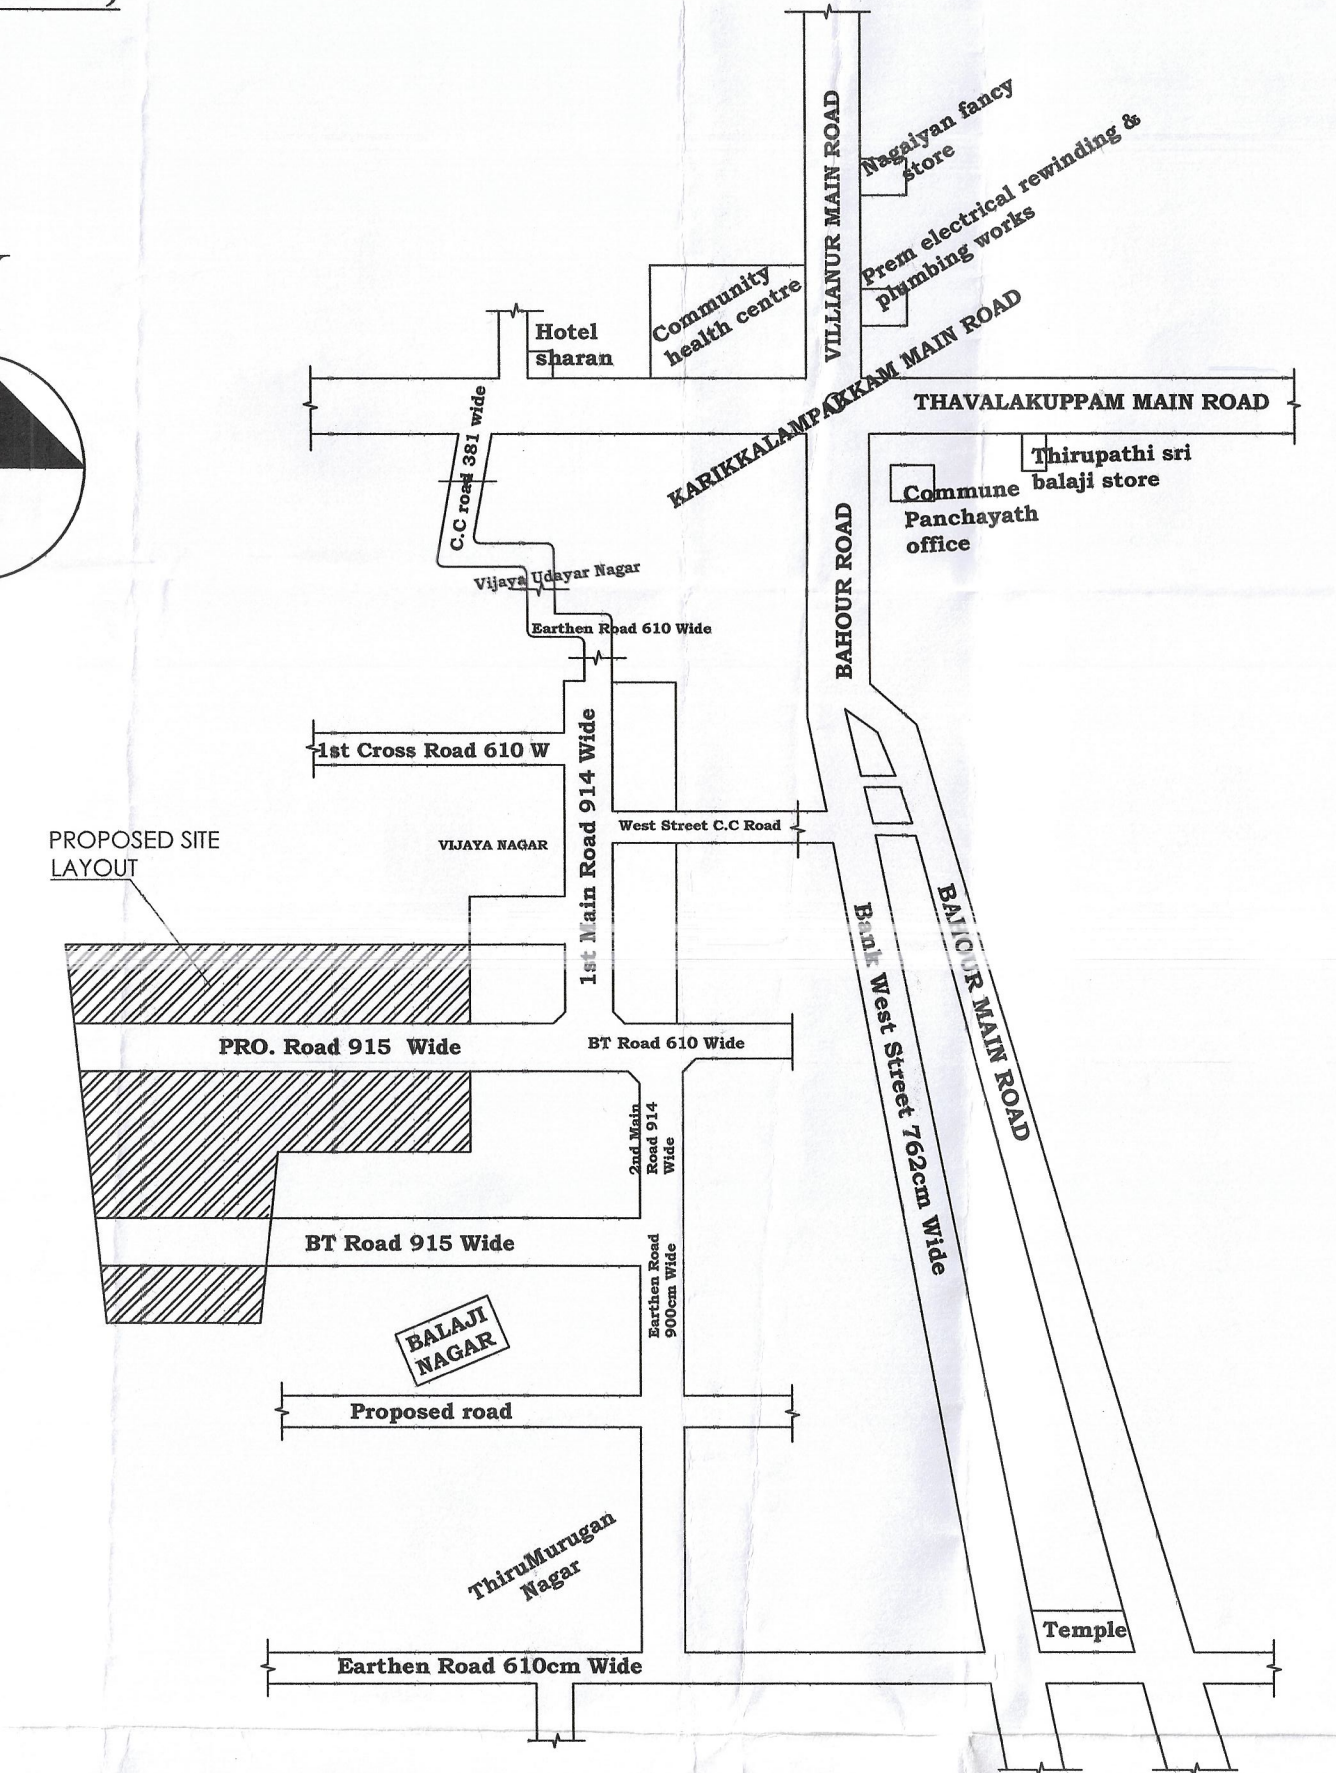 VILLIANUR MAIN ROAD
Nagaiyan fancy
store
Prem electrical rewinding &
plumbing works
Community
health centre
Hotel
sharan
KARIKKALAMPAKKAM MAIN ROAD
THAVALAKUPPAM MAIN ROAD
C.C road 381 wide
Thirupathi sri
balaji store
Commune
Panchayath
office
BAHOUR ROAD
Vijaya Udayar Nagar
Earthen Road 610 Wide
1st Cross Road 610 W
1st Main Road 914 Wide
West Street C.C Road
PROPOSED SITE
LAYOUT
VIJAYA NAGAR
Bank West Street 762cm Wide
BAHOUR MAIN ROAD
PRO. Road 915 Wide
BT Road 610 Wide
2nd Main
Road 914
Wide
BT Road 915 Wide
Earthen Road
900cm Wide
BALAJI
NAGAR
Proposed road
ThiruMurugan
Nagar
Temple
Earthen Road 610cm Wide